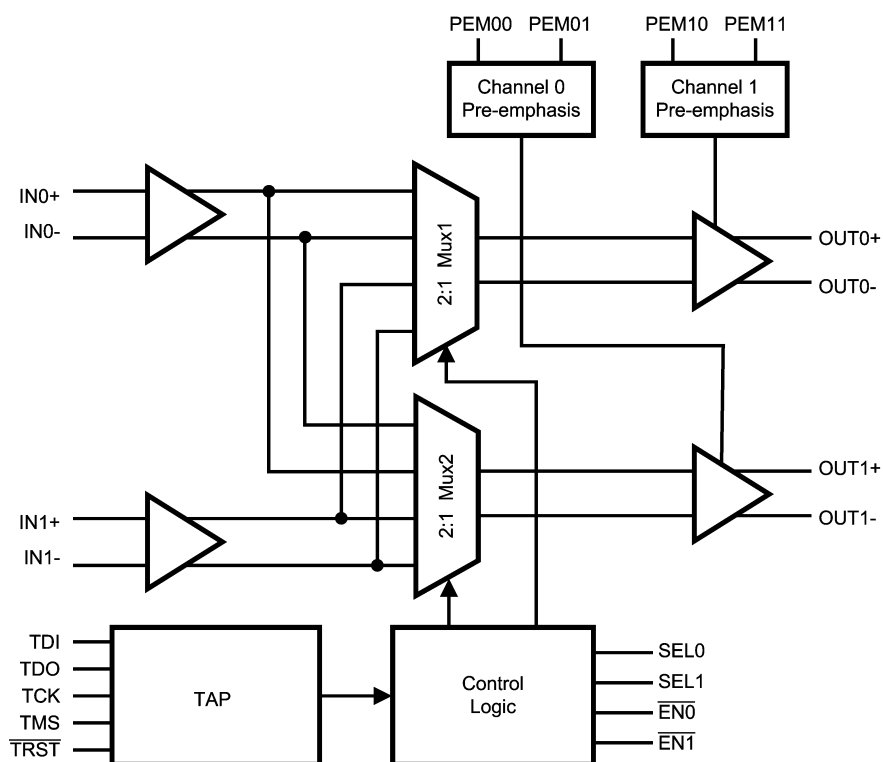 PEM00 PEM01 PEM10 PEM11
Channel 0
Pre-emphasis
Channel 1
Pre-emphasis
IN0+
IN0-
2:1 Mux1
OUT0+
OUT0-
2:1 Mux2
OUT1+
OUT1-
IN1+
IN1-
TDI
TDO
TCK
TMS
TRST
TAP
Control
Logic
SEL0
SEL1
EN0
EN1